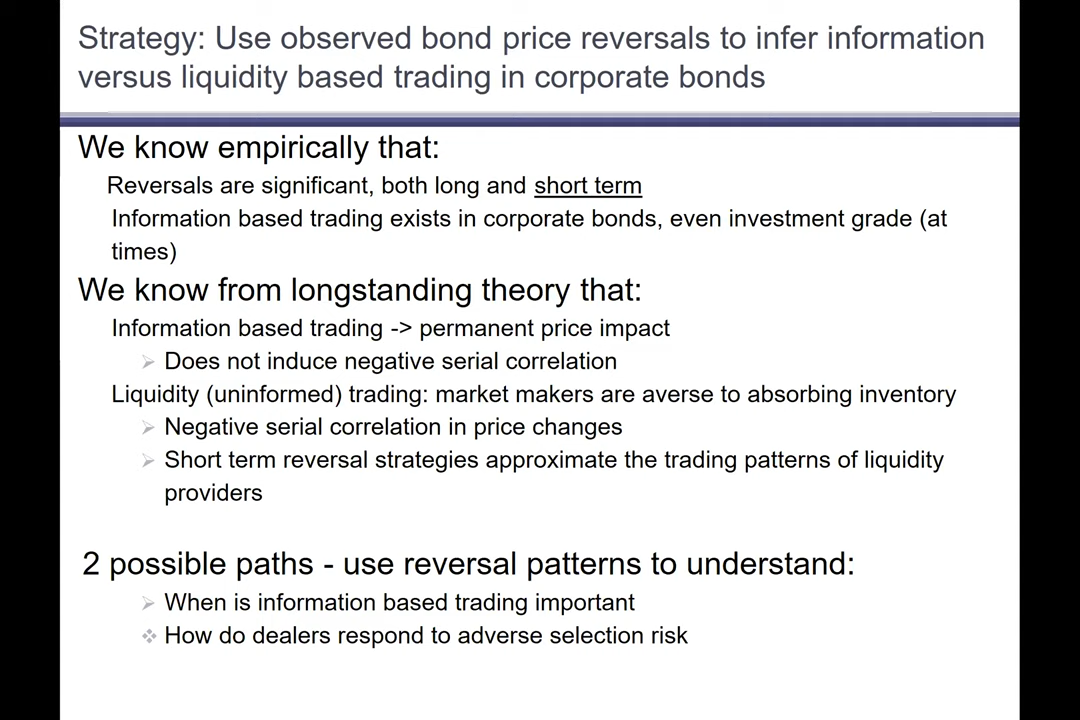 Strategy: Use observed bond price reversals to infer information
versus liquidity based trading in corporate bonds
We know empirically that:
Reversals are significant, both long and short term
Information based trading exists in corporate bonds, even investment grade (at
times)
We know from longstanding theory that:
Information based trading -> permanent price impact
➢ Does not induce negative serial correlation
Liquidity (uninformed) trading: market makers are averse to absorbing inventory
➢ Negative serial correlation in price changes
➢ Short term reversal strategies approximate the trading patterns of liquidity
providers
2 possible paths - use reversal patterns to understand:
➢ When is information based trading important
❖ How do dealers respond to adverse selection risk